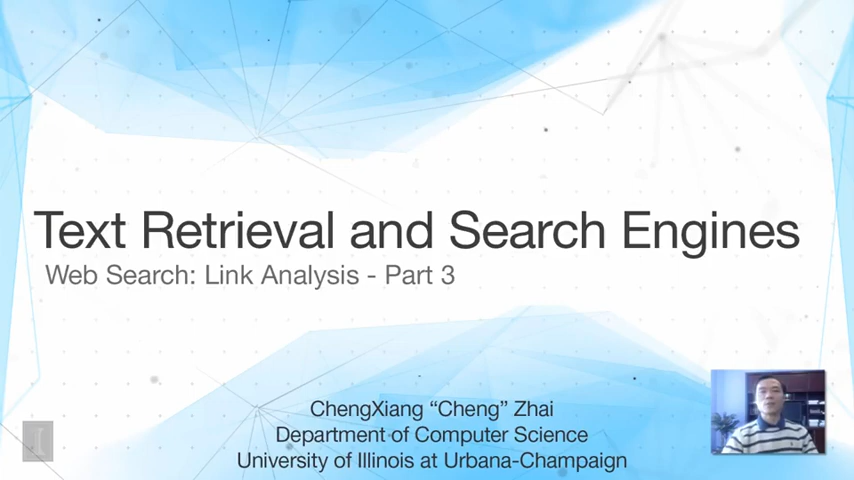 Text Retrieval and Search Engines
Web Search: Link Analysis - Part 3
ChengXiang “Cheng” Zhai
Department of Computer Science
University of Illinois at Urbana-Champaign